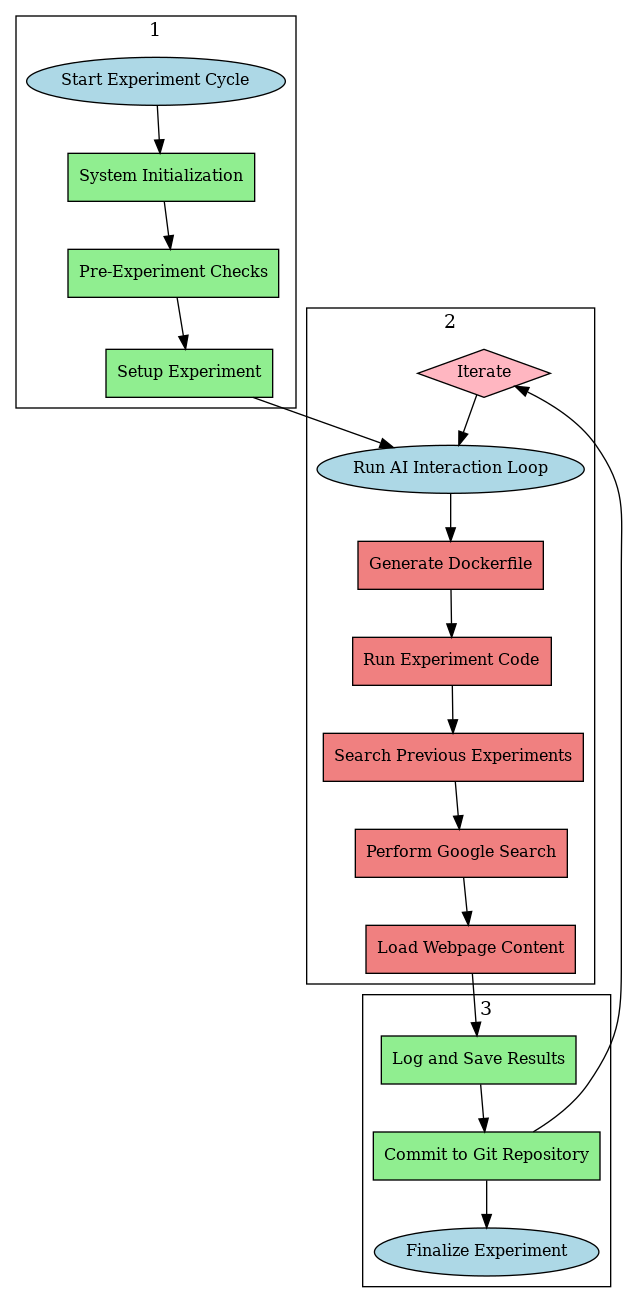 1
Start Experiment Cycle
System Initialization
Pre-Experiment Checks
Setup Experiment
2
Iterate
Run AI Interaction Loop
Generate Dockerfile
Run Experiment Code
Search Previous Experiments
Perform Google Search
Load Webpage Content
3
Log and Save Results
Commit to Git Repository
Finalize Experiment